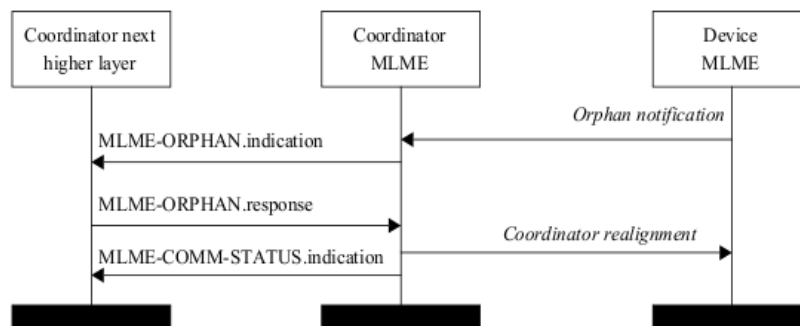 Coordinator next
higher layer
Coordinator
MLME
Device
MLME
Orphan notification
MLME-ORPHAN.indication
MLME-ORPHAN.response
Coordinator realignment
MLME-COMM-STATUS.indication